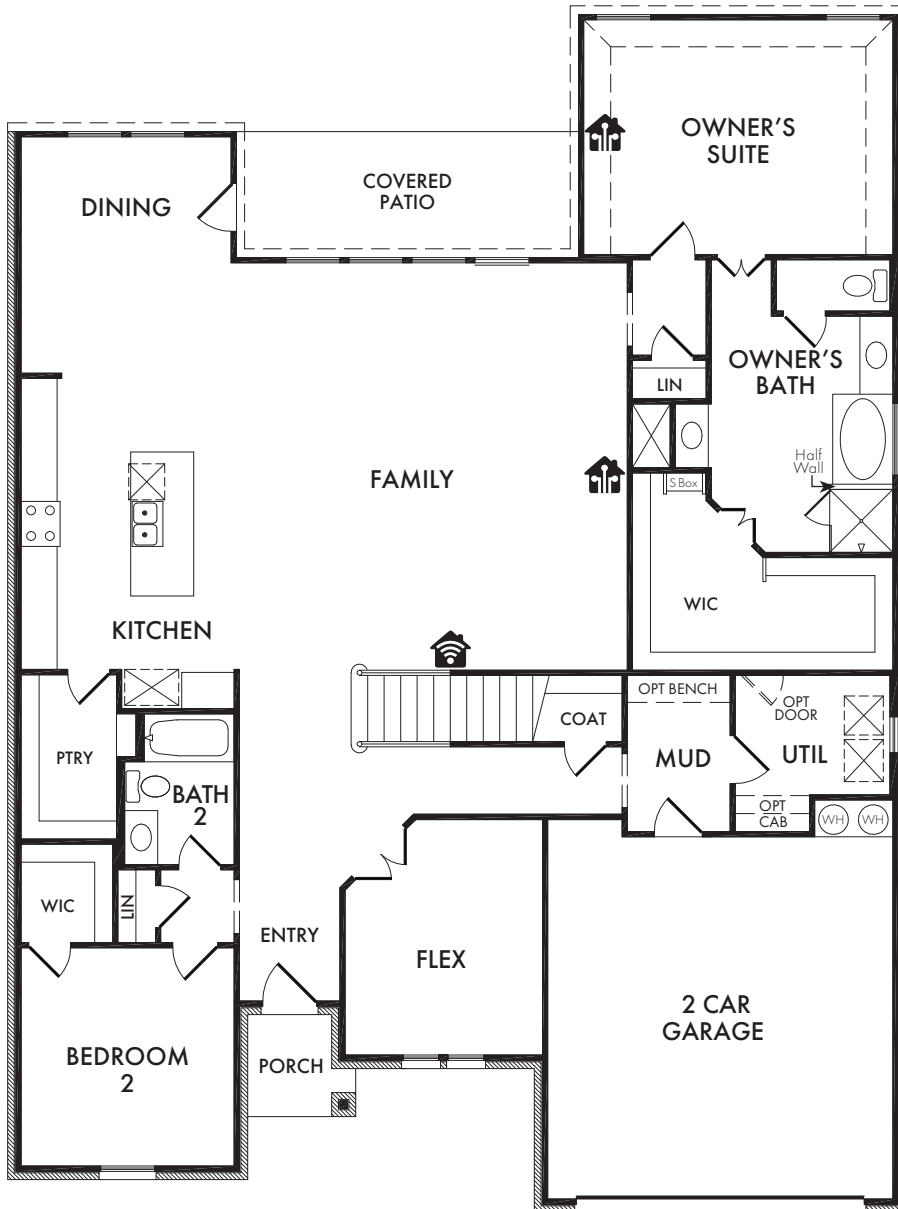 OWNER'S
SUITE
COVERED
PATIO
DINING
OWNER'S
BATH
LIN
Half
Wall
FAMILY
S Box
WIC
KITCHEN
OPT BENCH
OPT
DOOR
COAT
PTRY
MUD
UTIL
BATH
2
OPT
CAB
WH
WH
WIC
LIN
ENTRY
FLEX
2 CAR
GARAGE
BEDROOM
2
PORCH